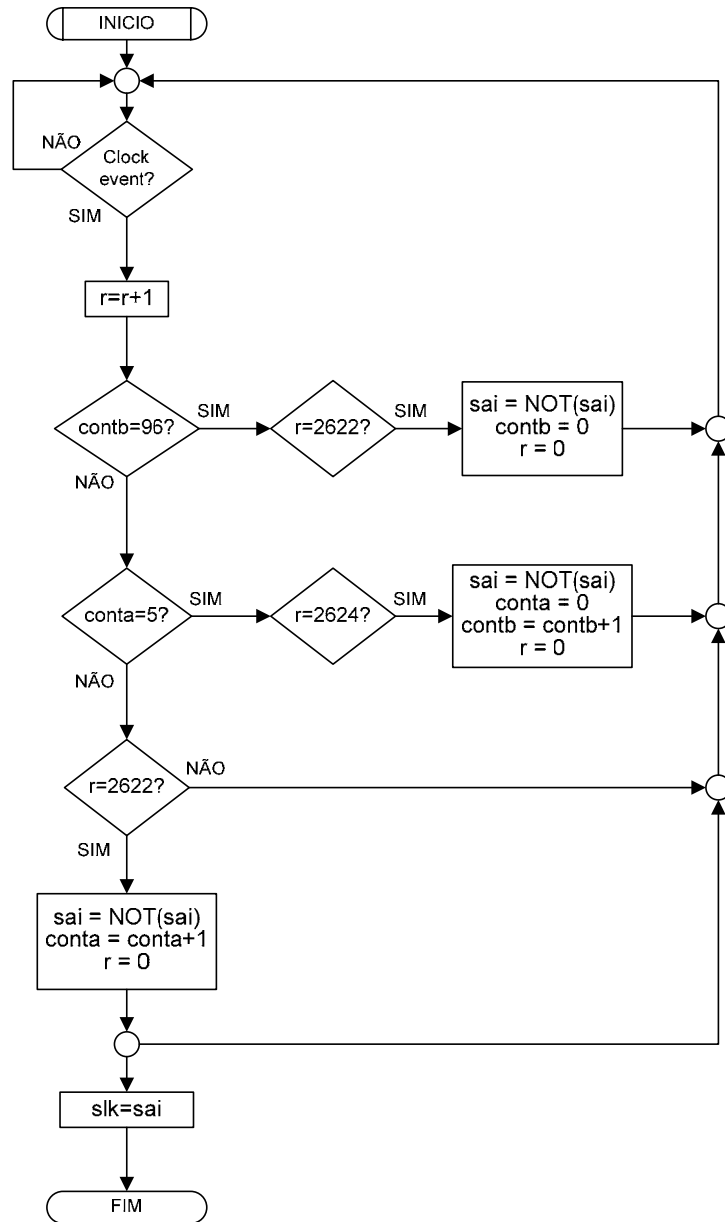 INICIO
NÃO
Clock
event?
SIM
r=r+1
contb=96?
SIM
r=2622?
SIM
sai = NOT(sai)
contb = 0
r = 0
NÃO
conta=5?
SIM
r=2624?
SIM
sai = NOT(sai)
conta = 0
contb = contb+1
r = 0
NÃO
r=2622?
NÃO
SIM
sai = NOT(sai)
conta = conta+1
r = 0
slk=sai
FIM